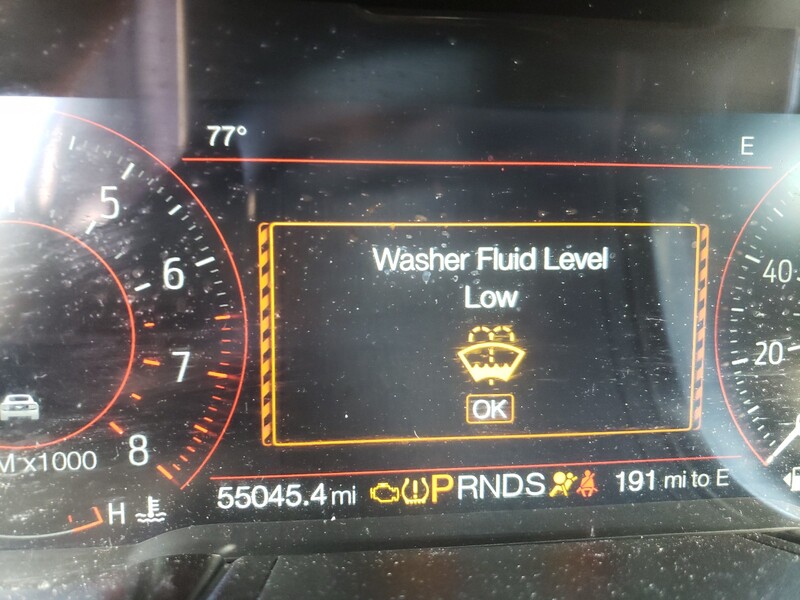 77°
E
5
6
7
8
M x1000
H
Washer Fluid Level
Low
OK
40
20
55045.4 mi
PRNDS
191 mi to E